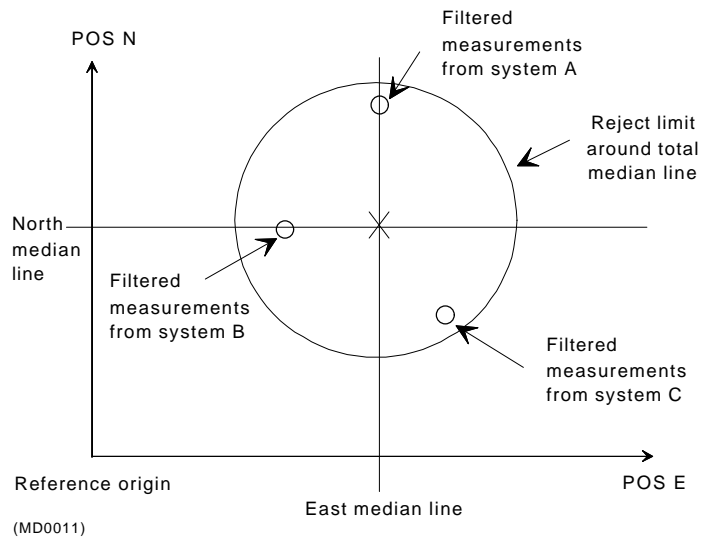 POS N
Filtered
measurements
from system A
Reject limit
around total
median line
North
median
line
Filtered
measurements
from system B
Filtered
measurements
from system C
Reference origin
POS E
East median line
(MD0011)